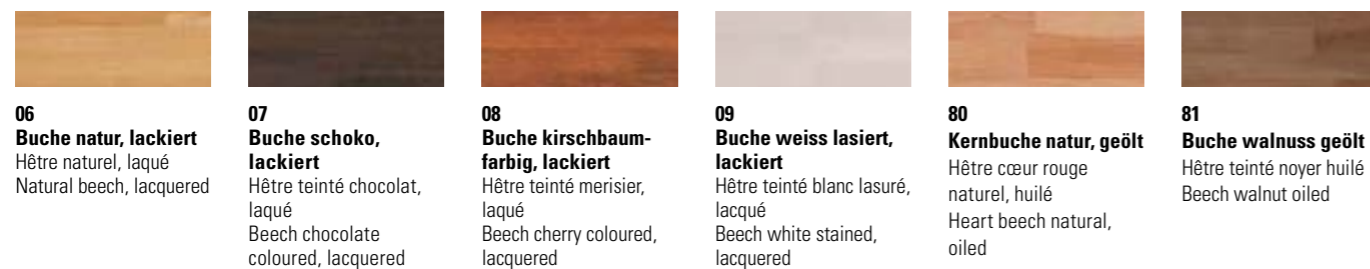 06
Buche natur, lackiert
Hêtre naturel, laqué
Natural beech, lacquered
07
Buche schoko,
lackiert
Hêtre teinté chocolat,
laqué
Beech chocolate
coloured, lacquered
08
Buche kirschbaum-
farbig, lackiert
Hêtre teinté merisier,
laqué
Beech cherry coloured,
lacquered
09
Buche weiss lasiert,
lackiert
Hêtre teinté blanc lasuré,
lacqué
Beech white stained,
lacquered
80
Kernbuche natur, geölt
Hêtre cœur rouge
naturel, huilé
Heart beech natural,
oiled
81
Buche walnuss geölt
Hêtre teinté noyer huilé
Beech walnut oiled